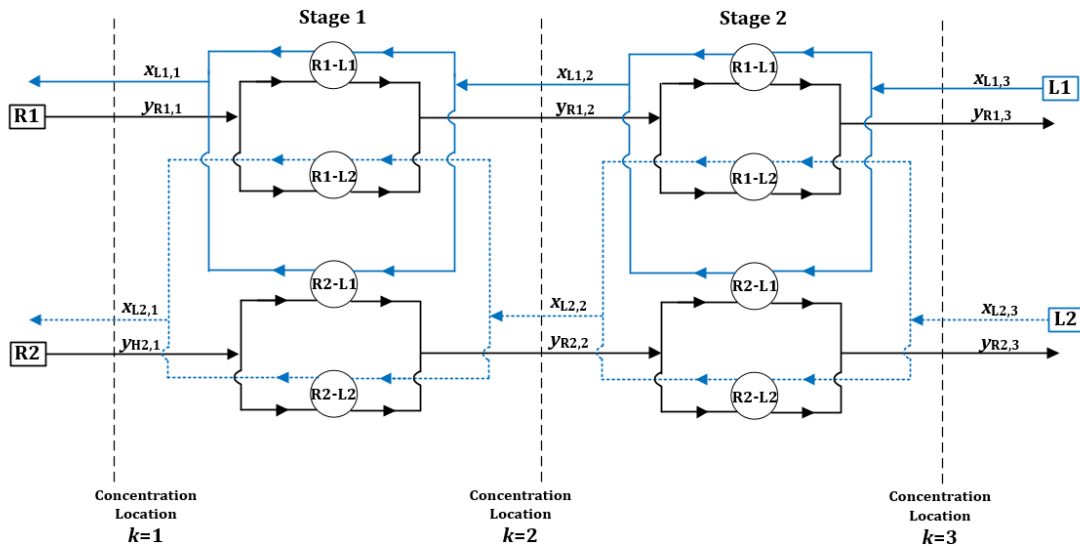 Stage 1 Stage 2
R1-L1 R1-L1
xL1,1 xL1,2 xL1,3 L1
R1 yR1,1 yR1,2 yR1,3
R1-L2 R1-L2
R2-L1 R2-L1
xL2,1 xL2,2 xL2,3 L2
R2 yH2,1 yR2,2 yR2,3
R2-L2 R2-L2
Concentration Concentration Concentration
Location Location Location
k=1 k=2 k=3